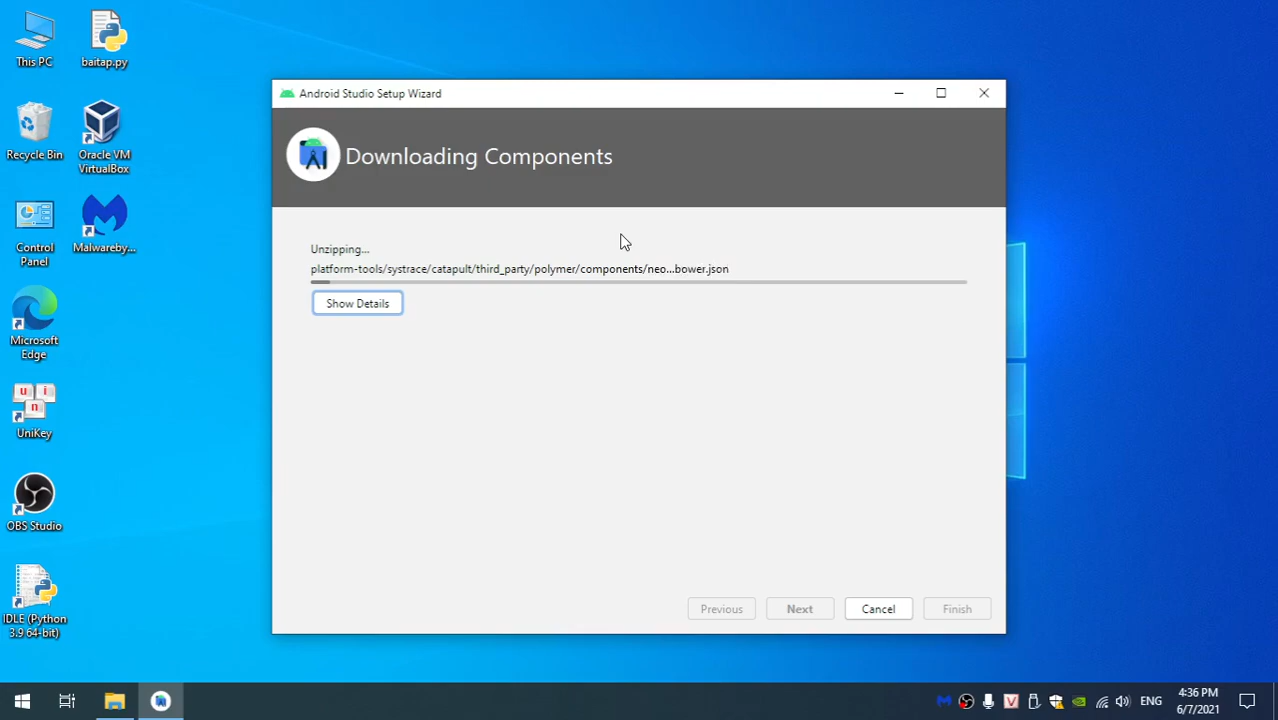 This PC
baitap.py
Recycle Bin
Oracle VM
VirtualBox
Control
Panel
Malwareby...
Microsoft
Edge
UniKey
OBS Studio
IDLE (Python
3.9 64-bit)
Android Studio Setup Wizard
Downloading Components
Unzipping...
platform-tools/systrace/catapult/third_party/polymer/components/neo...bower.json
Show Details
Previous
Next
Cancel
Finish
ENG
4:36 PM
6/7/2021